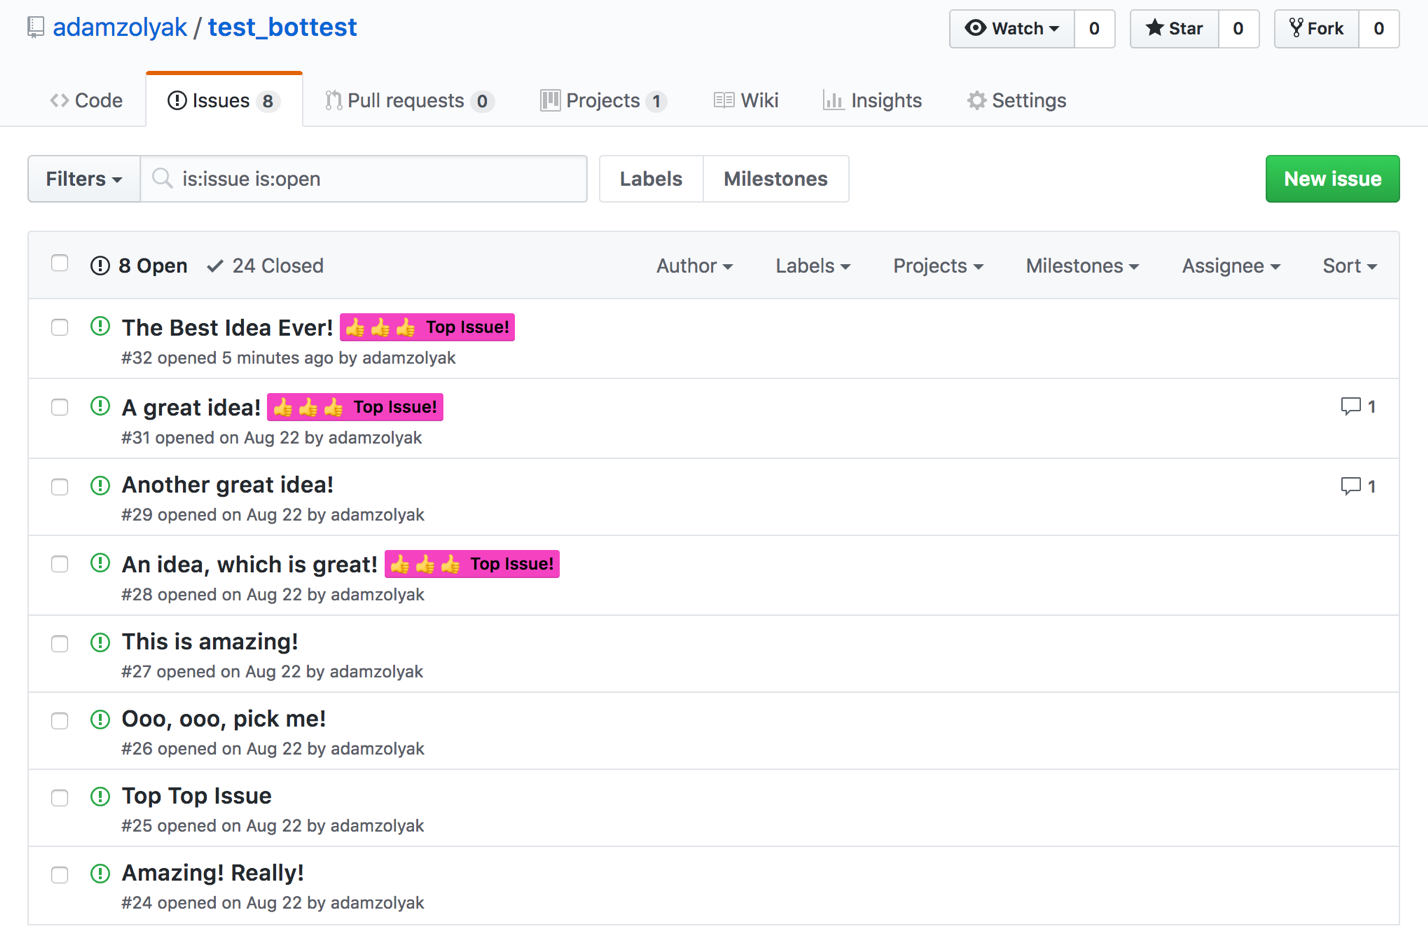 adamzolyak / test_bottest
Watch 0 Star 0 Fork 0
Code Issues 8 Pull requests 0 Projects 1 Wiki Insights Settings
Filters is:issue is:open Labels Milestones New issue
8 Open 24 Closed Author Labels Projects Milestones Assignee Sort
The Best Idea Ever! 👍👍👍 Top Issue!
#32 opened 5 minutes ago by adamzolyak
A great idea! 👍👍👍 Top Issue! 1
#31 opened on Aug 22 by adamzolyak
Another great idea! 1
#29 opened on Aug 22 by adamzolyak
An idea, which is great! 👍👍👍 Top Issue!
#28 opened on Aug 22 by adamzolyak
This is amazing!
#27 opened on Aug 22 by adamzolyak
Ooo, ooo, pick me!
#26 opened on Aug 22 by adamzolyak
Top Top Issue
#25 opened on Aug 22 by adamzolyak
Amazing! Really!
#24 opened on Aug 22 by adamzolyak